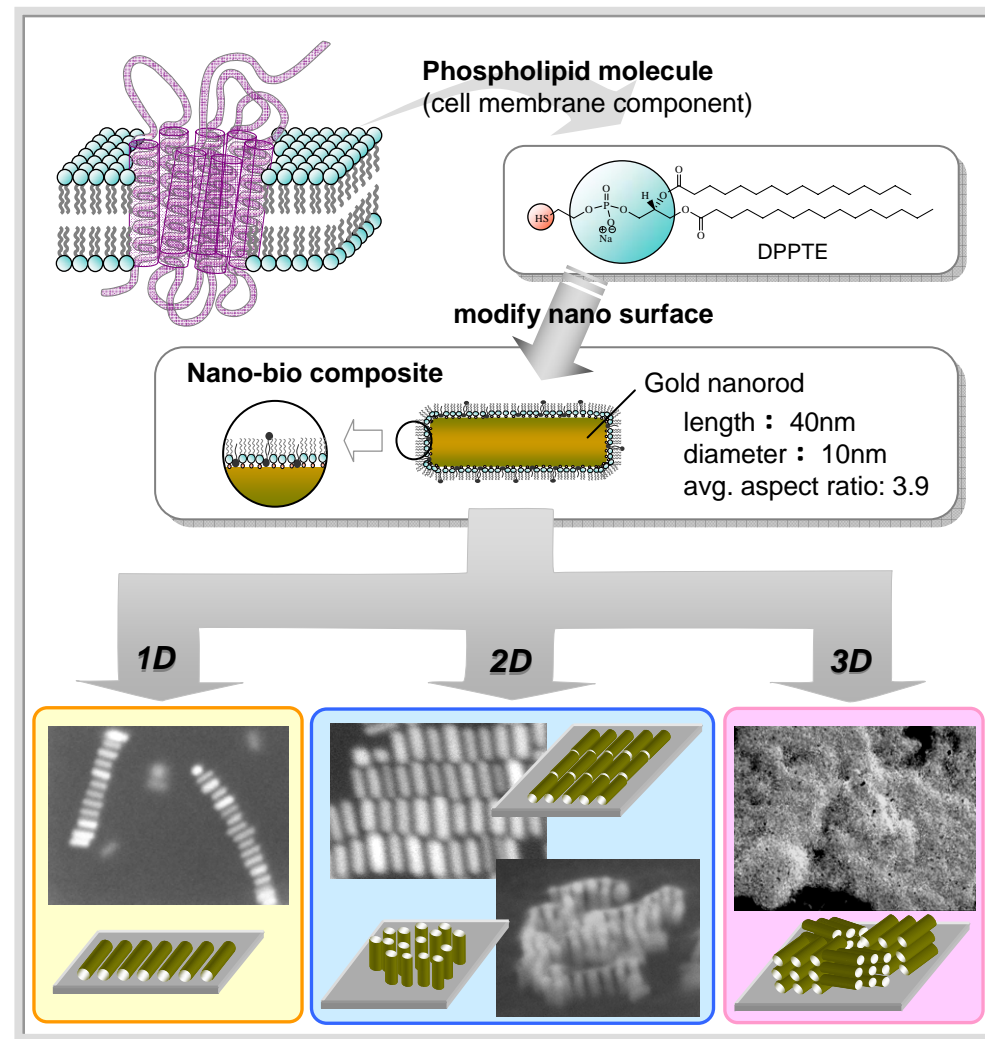 Phospholipid molecule
(cell membrane component)
HS
O
O
P
O
O
Na
H
O
O
O
O
DPPTE
modify nano surface
Nano-bio composite
Gold nanorod
length : 40nm
diameter : 10nm
avg. aspect ratio: 3.9
1D
2D
3D